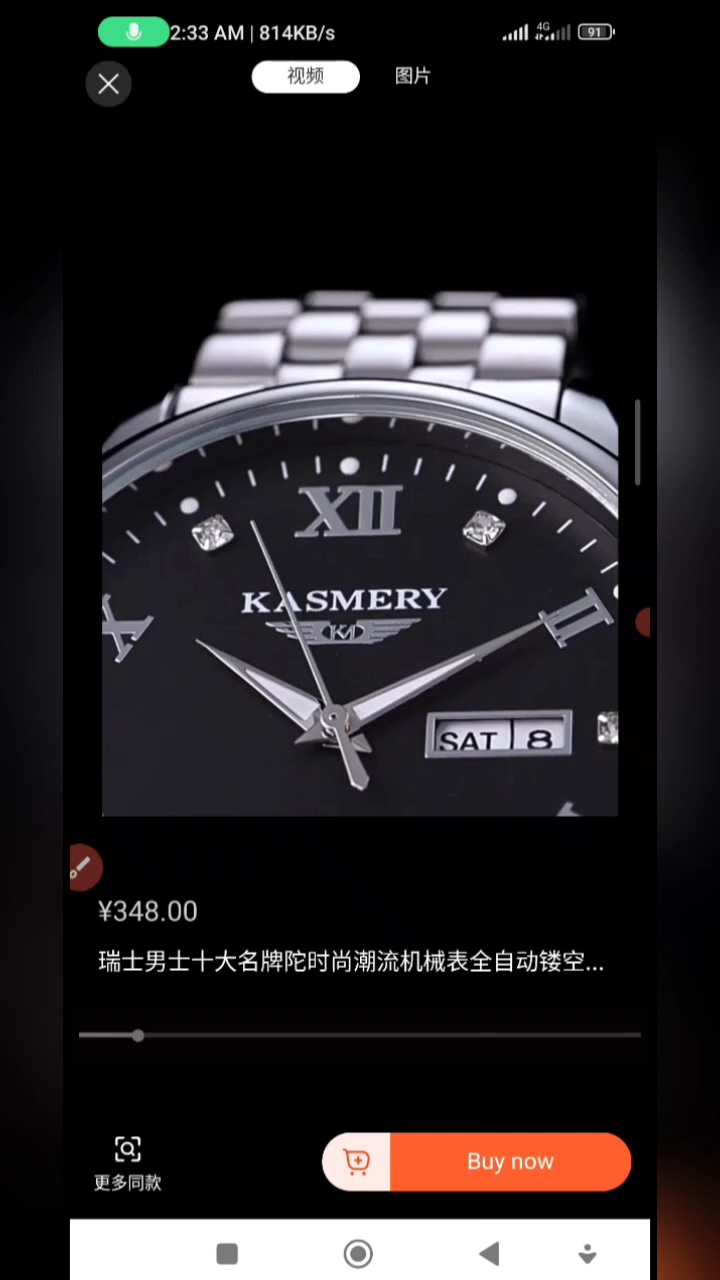 2:33 AM | 814KB/s
4G
91
视频
图片
XII
KASMERY
KM
X
II
SAT 8
¥348.00
瑞士男士十大名牌陀时尚潮流机械表全自动镂空...
更多同款
Buy now